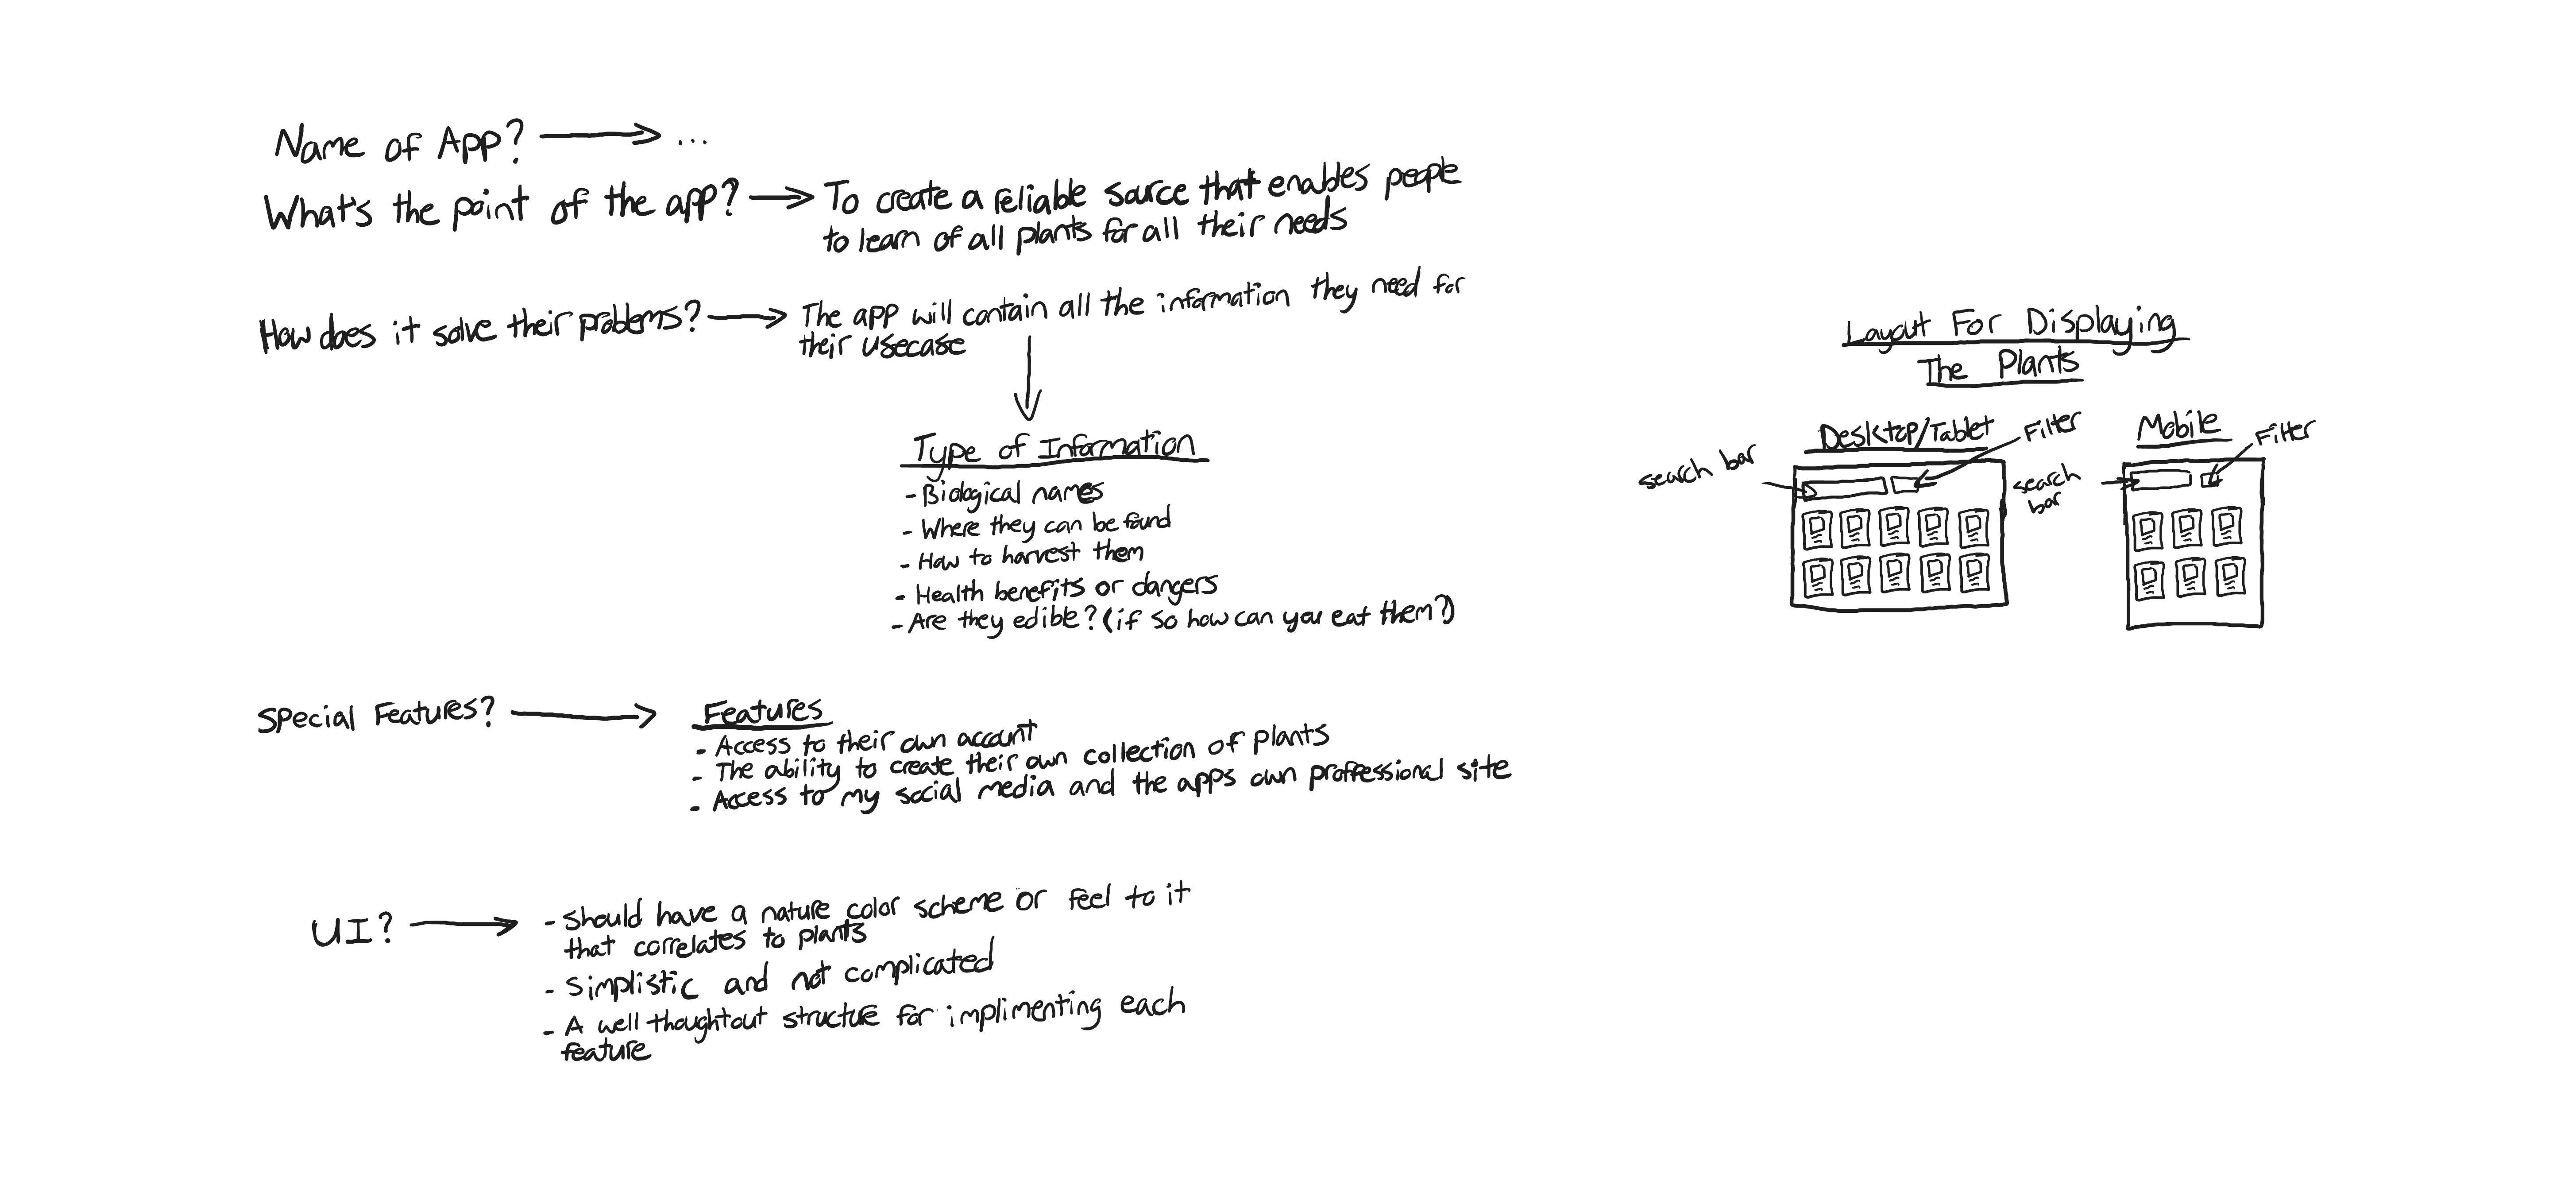 Name of App? ...
What's the point of the app? To create a reliable source that enables people
to learn of all plants for all their needs
How does it solve their problems? The app will contain all the information they need for
their usecase
Type of Information
- Biological names
- Where they can be found
- How to harvest them
- Health benefits or dangers
- Are they edible? (if so how can you eat them?)
Special Features? Features
- Access to their own account
- The ability to create their own collection of plants
- Access to my social media and the apps own proffessional site
UI? - Should have a nature color scheme or feel to it
that correlates to plants
- Simplistic and not complicated
- A well thoughtout structure for implimenting each
feature
Layout For Displaying
The Plants
Desktop/Tablet
Filter
search bar
Mobile
Filter
search
bar